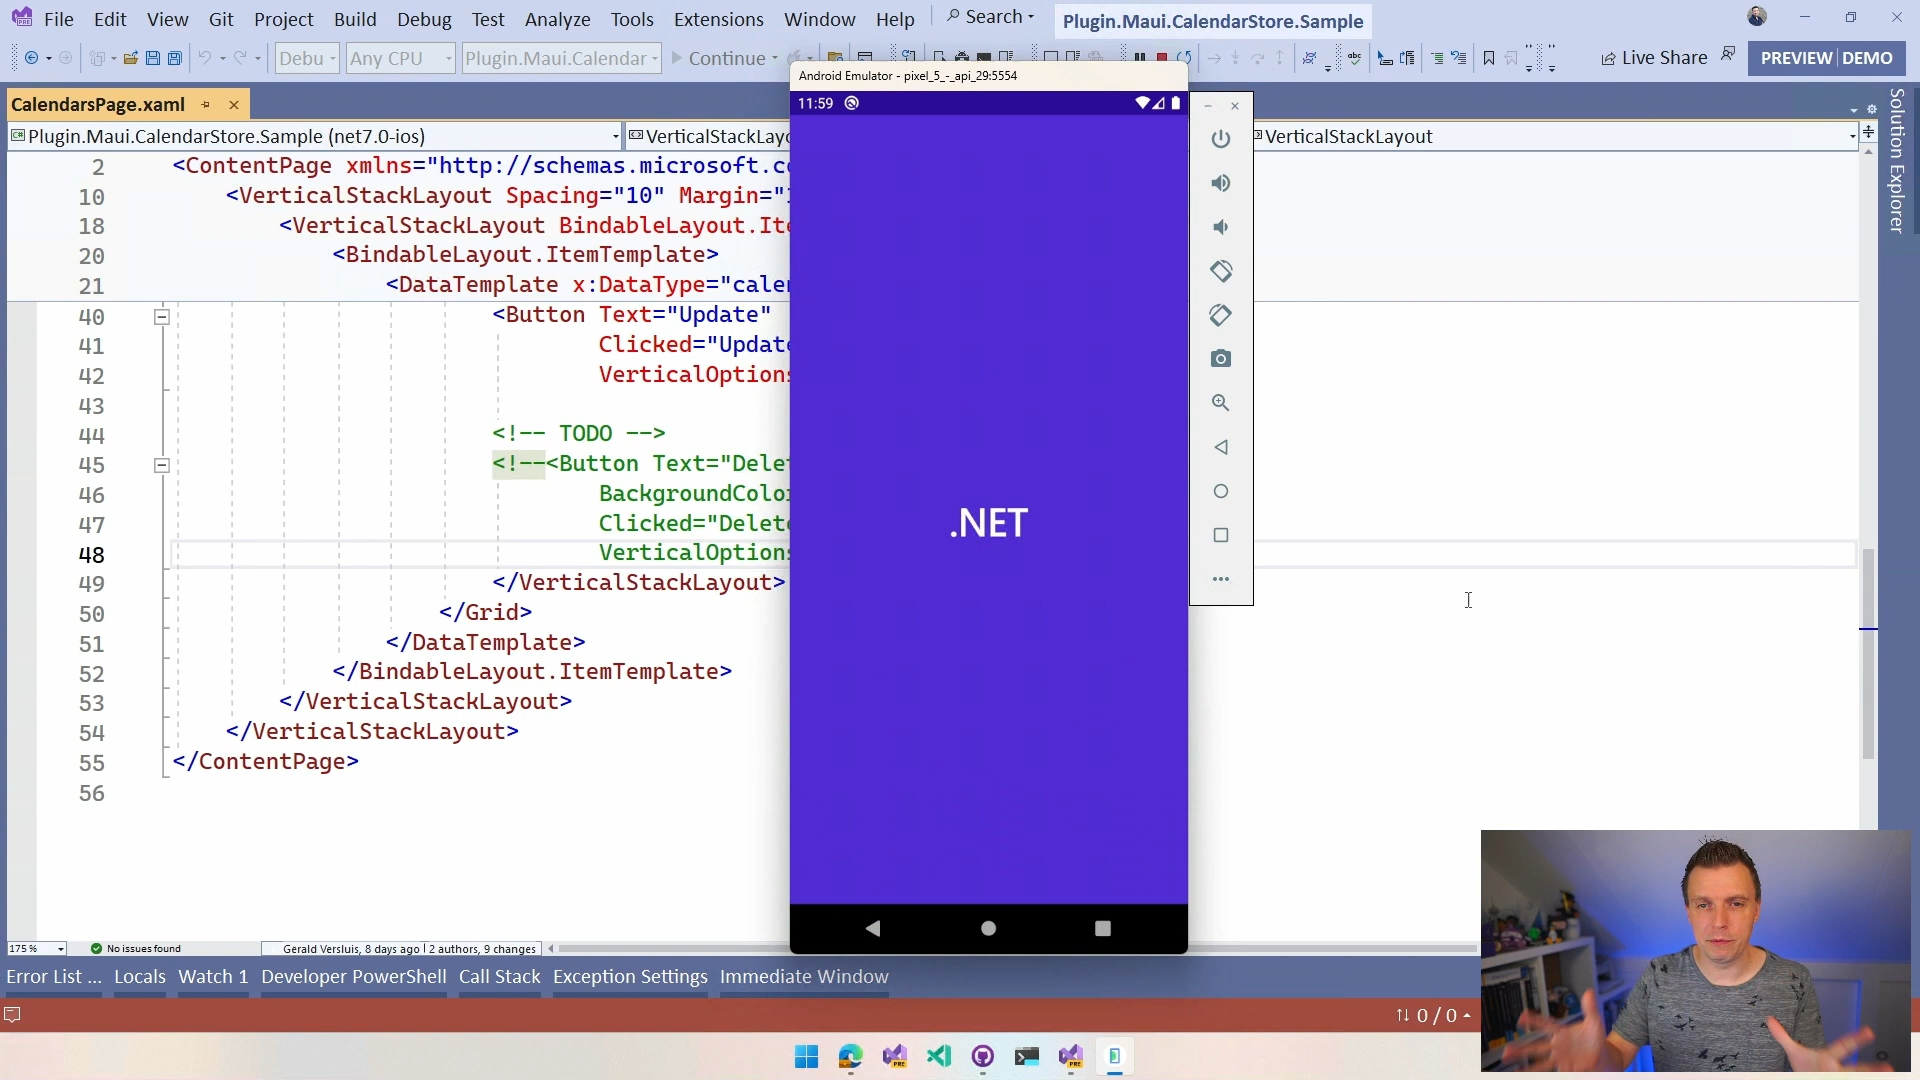 File Edit View Git Project Build Debug Test Analyze Tools Extensions Window Help Search Plugin.Maui.CalendarStore.Sample
Debu Any CPU Plugin.Maui.Calendar Continue Live Share PREVIEW DEMO
CalendarsPage.xaml
Plugin.Maui.CalendarStore.Sample (net7.0-ios) VerticalStackLayo VerticalStackLayout
Solution Explorer
2 <ContentPage xmlns="http://schemas.microsoft.c
10 <VerticalStackLayout Spacing="10" Margin="
18 <VerticalStackLayout BindableLayout.Ite
20 <BindableLayout.ItemTemplate>
21 <DataTemplate x:DataType="cale
40 <Button Text="Update"
41 Clicked="Update
42 VerticalOptions
43
44 <!-- TODO -->
45 <!--<Button Text="Delet
46 BackgroundColo
47 Clicked="Delet
48 VerticalOptions
49 </VerticalStackLayout>
50 </Grid>
51 </DataTemplate>
52 </BindableLayout.ItemTemplate>
53 </VerticalStackLayout>
54 </VerticalStackLayout>
55 </ContentPage>
56
Android Emulator - pixel_5_-_api_29:5554
11:59
.NET
175 % No issues found Gerald Versluis, 8 days ago | 2 authors, 9 changes
Error List ... Locals Watch 1 Developer PowerShell Call Stack Exception Settings Immediate Window
0 / 0
PRE PRE